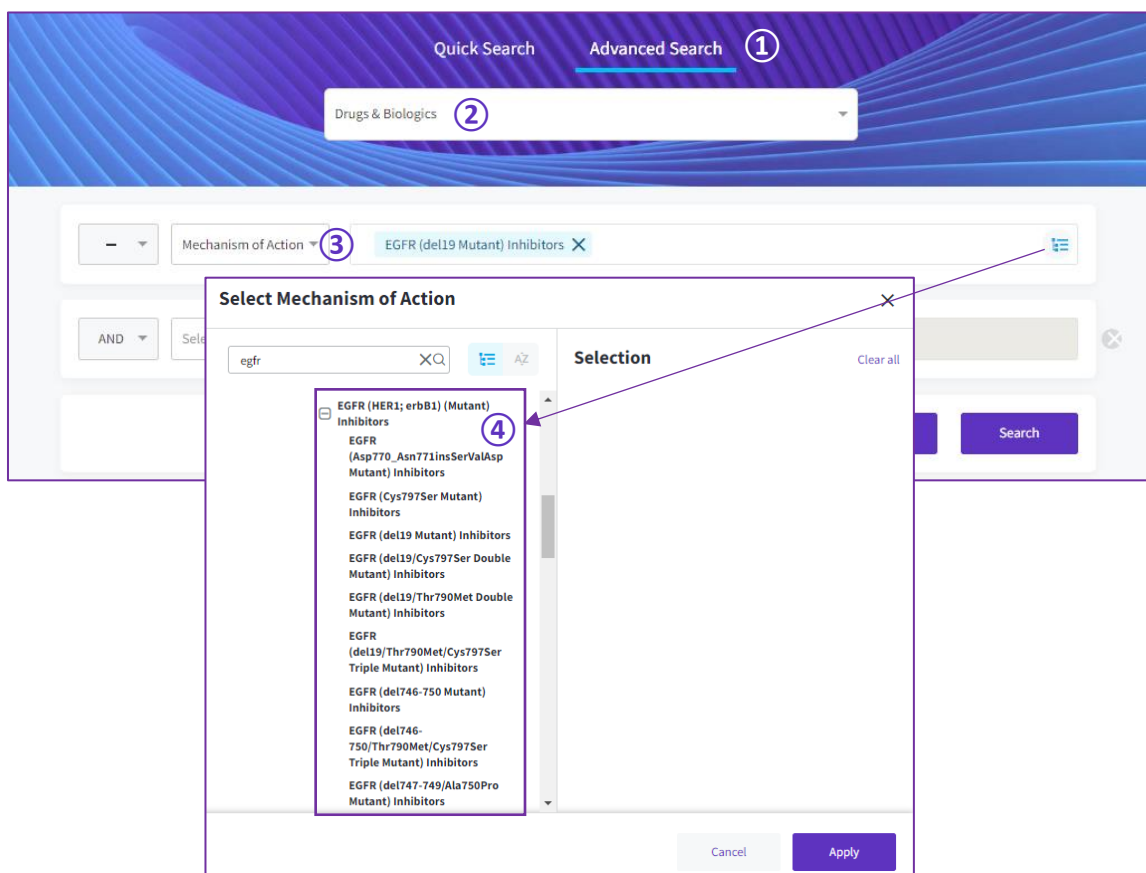 Quick Search
Advanced Search
①
Drugs & Biologics
②
–
Mechanism of Action
③
EGFR (del19 Mutant) Inhibitors
AND
Sele
Search
Select Mechanism of Action
egfr
AZ
Selection
Clear all
④
EGFR (HER1; erbB1) (Mutant)
Inhibitors
EGFR
(Asp770_Asn771insSerValAsp
Mutant) Inhibitors
EGFR (Cys797Ser Mutant)
Inhibitors
EGFR (del19 Mutant) Inhibitors
EGFR (del19/Cys797Ser Double
Mutant) Inhibitors
EGFR (del19/Thr790Met Double
Mutant) Inhibitors
EGFR
(del19/Thr790Met/Cys797Ser
Triple Mutant) Inhibitors
EGFR (del746-750 Mutant)
Inhibitors
EGFR (del746-
750/Thr790Met/Cys797Ser
Triple Mutant) Inhibitors
EGFR (del747-749/Ala750Pro
Mutant) Inhibitors
Cancel
Apply